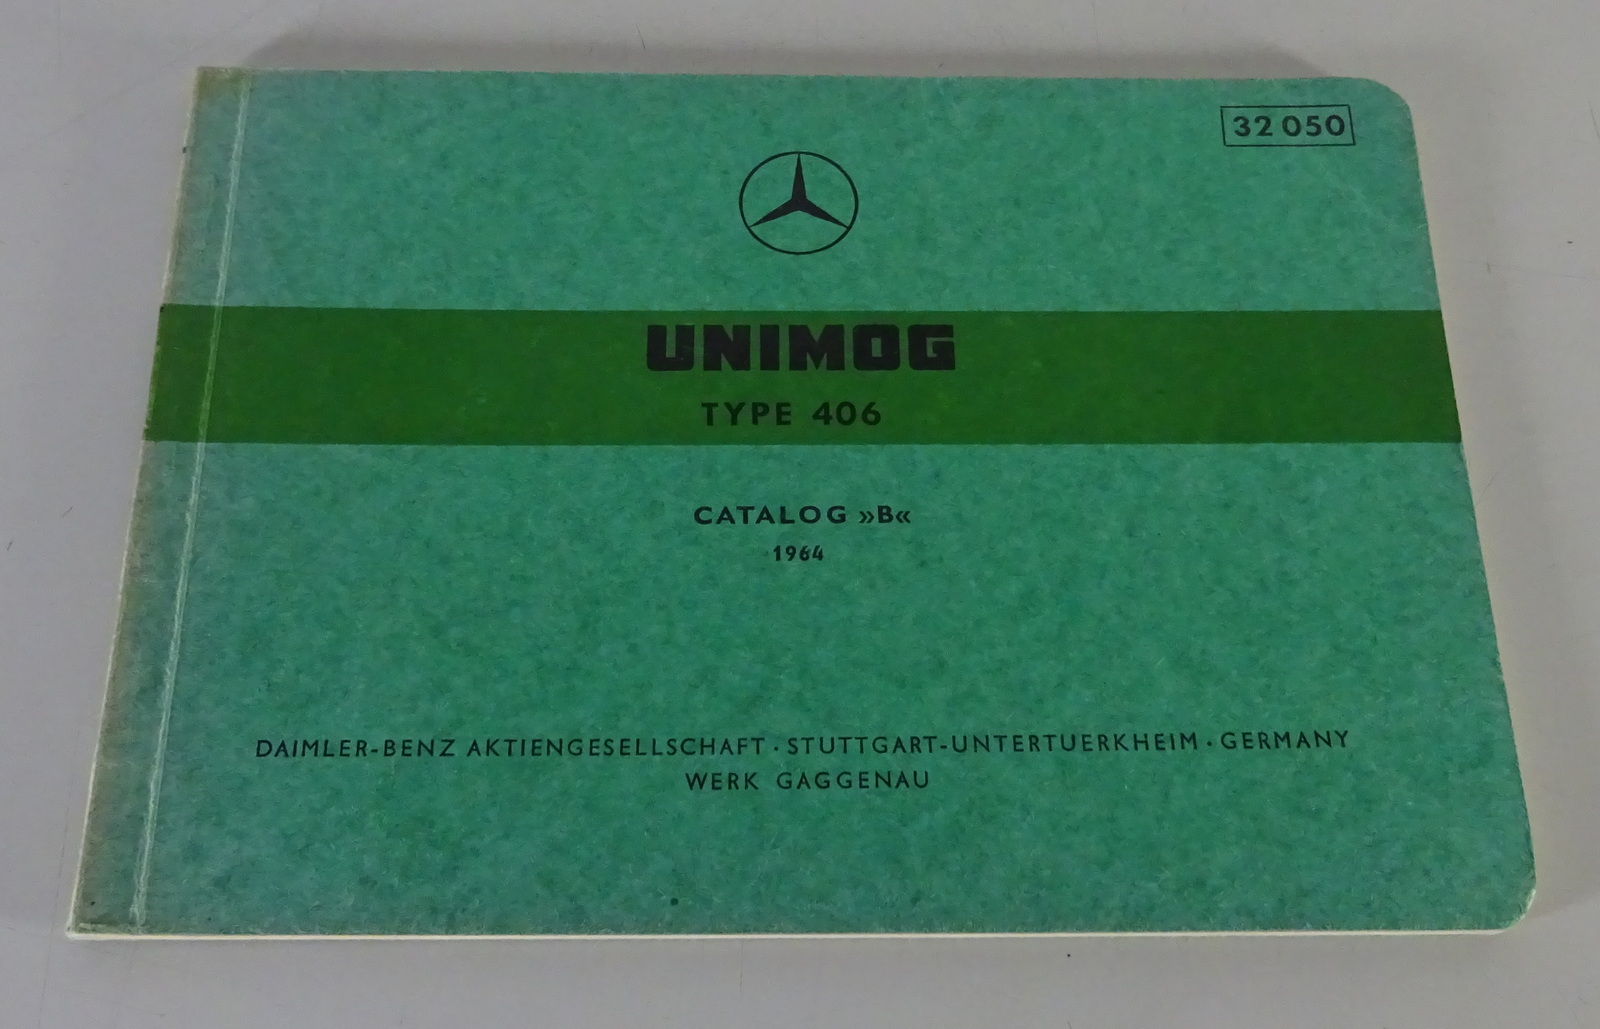 32 050
UNIMOG
TYPE 406
CATALOG »B«
1964
DAIMLER-BENZ AKTIENGESELLSCHAFT · STUTTGART-UNTERTUERKHEIM · GERMANY
WERK GAGGENAU